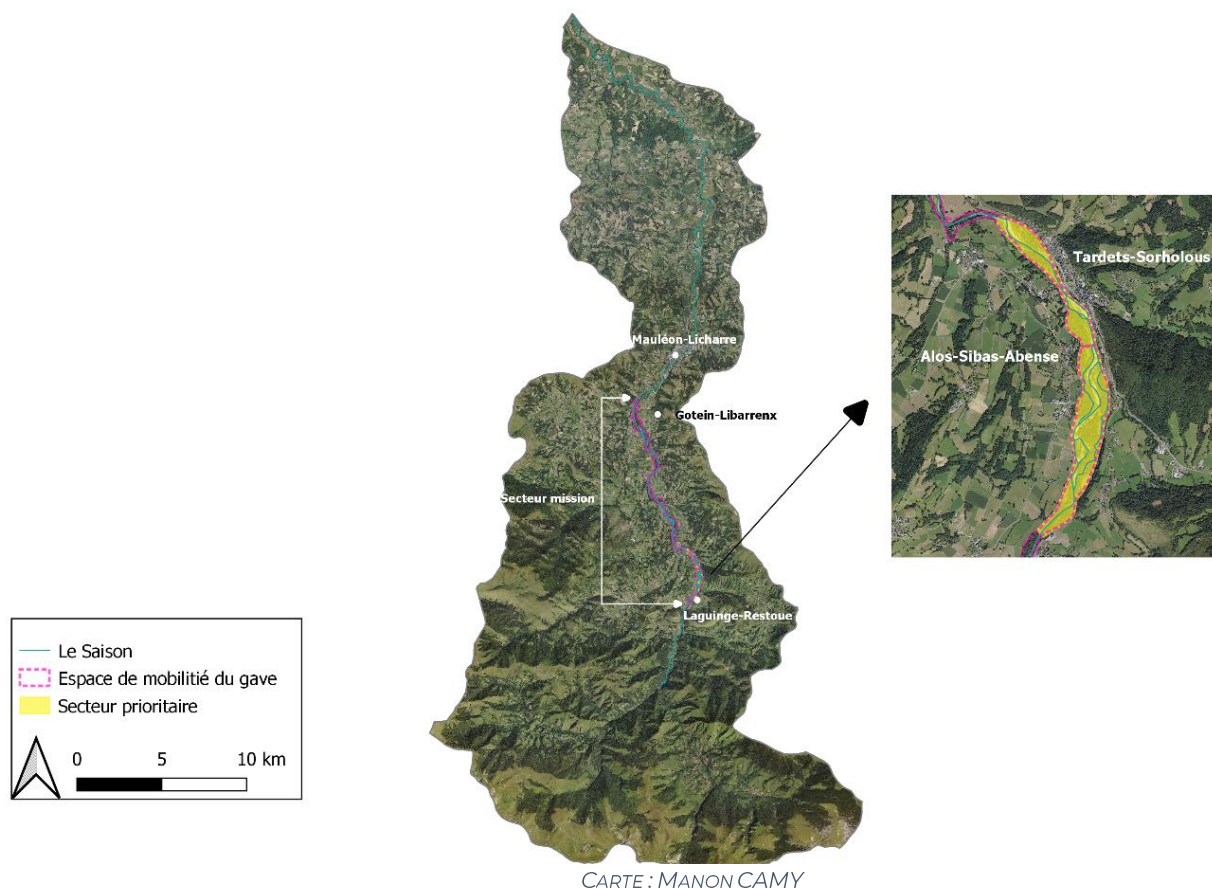 Mauléon-Licharre
Gotein-Libarrenx
Secteur mission
Laguinge-Restoue
Tardets-Sorholous
Alos-Sibas-Abense
Le Saison
Espace de mobilitié du gave
Secteur prioritaire
0 5 10 km
CARTE : MANON CAMY